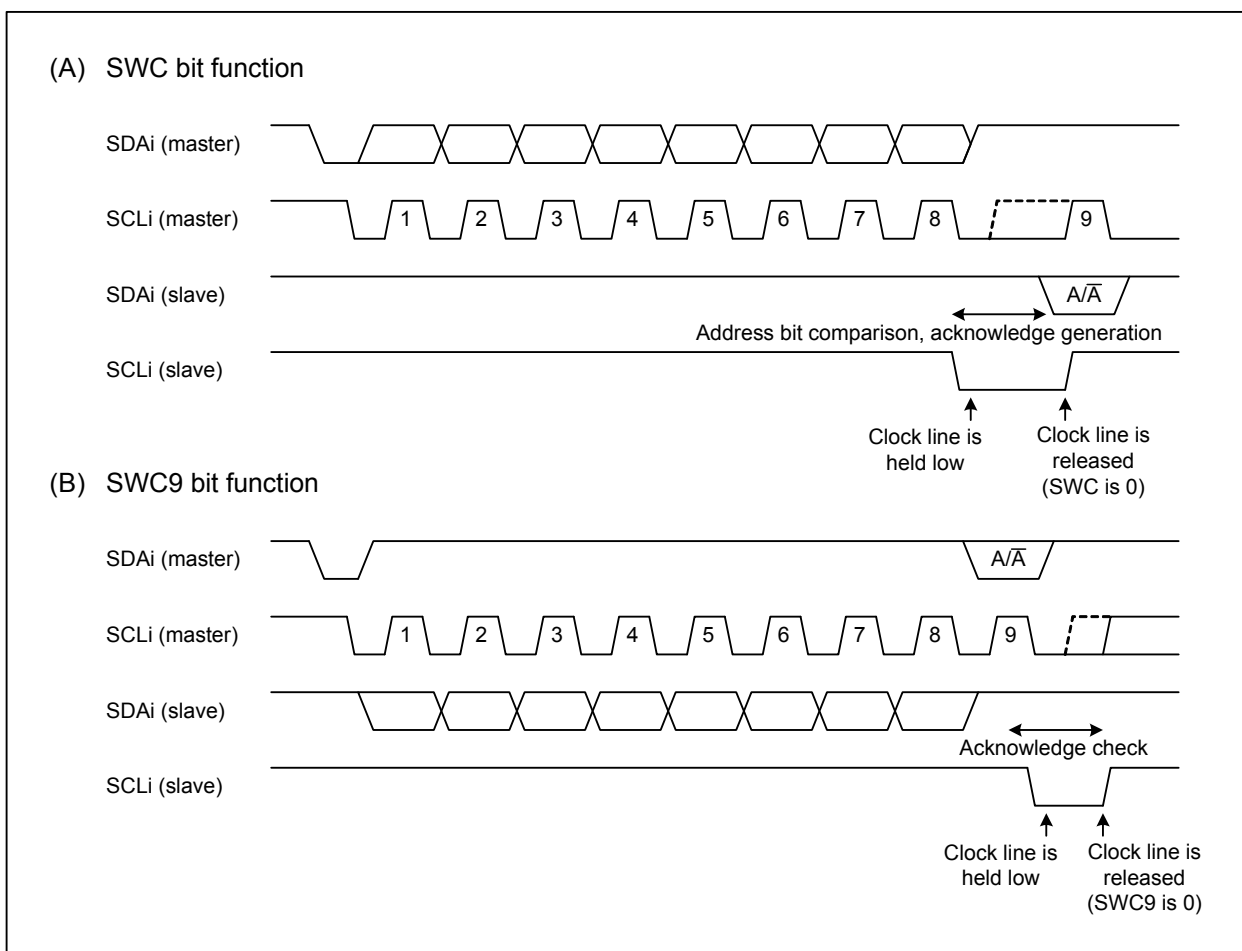 (A) SWC bit function
SDAi (master)
SCLi (master)
1 2 3 4 5 6 7 8 9
SDAi (slave)
A/A̅
Address bit comparison, acknowledge generation
SCLi (slave)
Clock line is
held low
Clock line is
released
(SWC is 0)
(B) SWC9 bit function
SDAi (master)
A/A̅
SCLi (master)
1 2 3 4 5 6 7 8 9
SDAi (slave)
Acknowledge check
SCLi (slave)
Clock line is
held low
Clock line is
released
(SWC9 is 0)